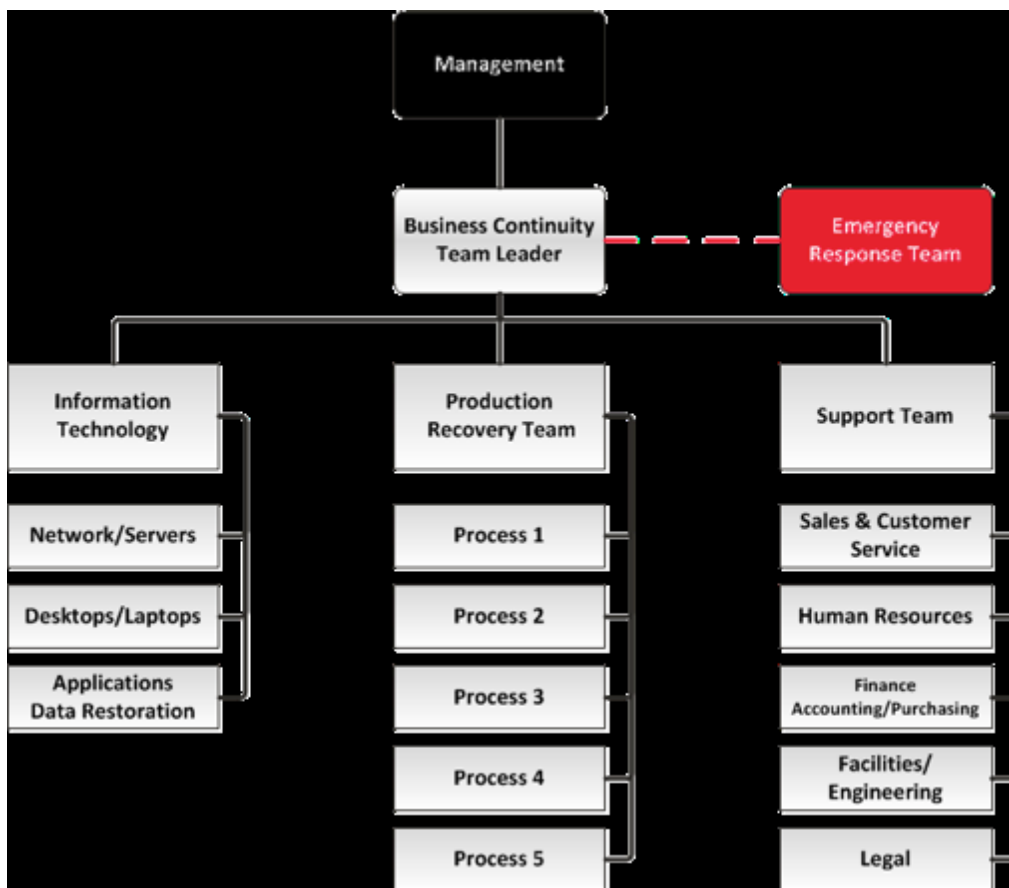 Management
Business Continuity
Team Leader
Emergency
Response Team
Information
Technology
Production
Recovery Team
Support Team
Network/Servers
Process 1
Sales & Customer
Service
Desktops/Laptops
Process 2
Human Resources
Applications
Data Restoration
Process 3
Finance
Accounting/Purchasing
Process 4
Facilities/
Engineering
Process 5
Legal